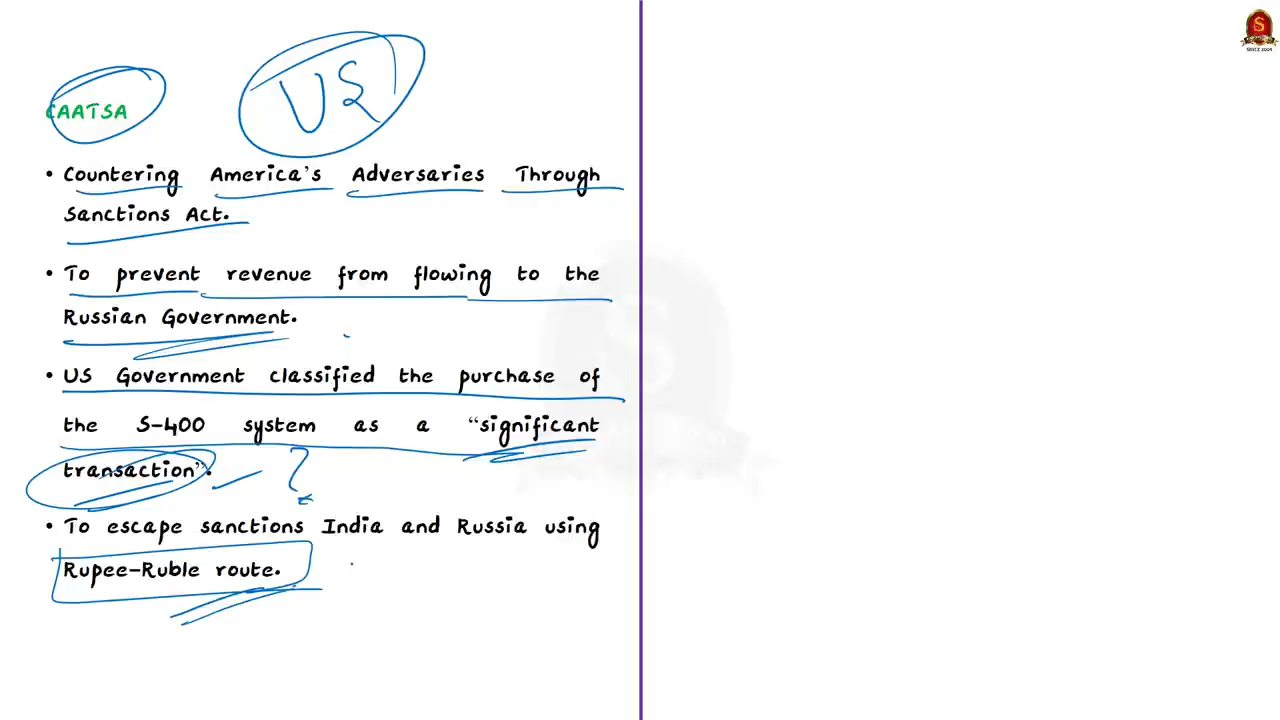 CAATSA
US
• Countering America's Adversaries Through
Sanctions Act.
• To prevent revenue from flowing to the
Russian Government.
• US Government classified the purchase of
the S-400 system as a “significant
transaction”.
?
• To escape sanctions India and Russia using
Rupee-Ruble route.
S
SINCE 2004